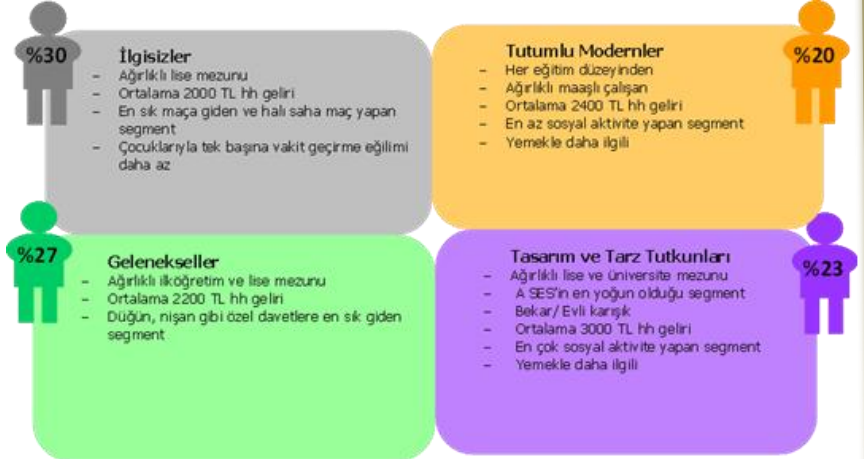 %30
İlgisizler
- Ağırlıklı lise mezunu
- Ortalama 2000 TL hh geliri
- En sık maça giden ve halı saha maç yapan
segment
- Çocuklarıyla tek başına vakit geçirme eğilimi
daha az
Tutumlu Modernler
- Her eğitim düzeyinden
- Ağırlıklı maaşlı çalışan
- Ortalama 2400 TL hh geliri
- En az sosyal aktivite yapan segment
- Yemekle daha ilgili
%20
%27
Gelenekseller
- Ağırlıklı ilköğretim ve lise mezunu
- Ortalama 2200 TL hh geliri
- Düğün, nişan gibi özel davetlere en sık giden
segment
Tasarım ve Tarz Tutkunları
- Ağırlıklı lise ve üniversite mezunu
- A SES'in en yoğun olduğu segment
- Bekar/ Evli karışık
- Ortalama 3000 TL hh geliri
- En çok sosyal aktivite yapan segment
- Yemekle daha ilgili
%23